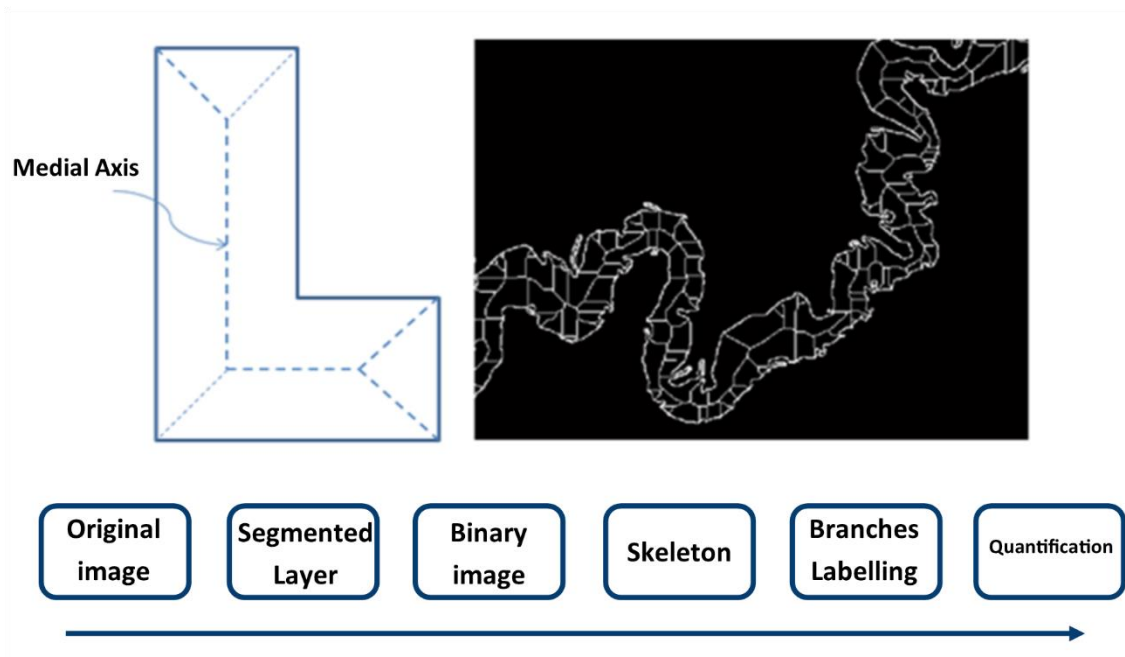 Medial Axis
Original
image
Segmented
Layer
Binary
image
Skeleton
Branches
Labelling
Quantification